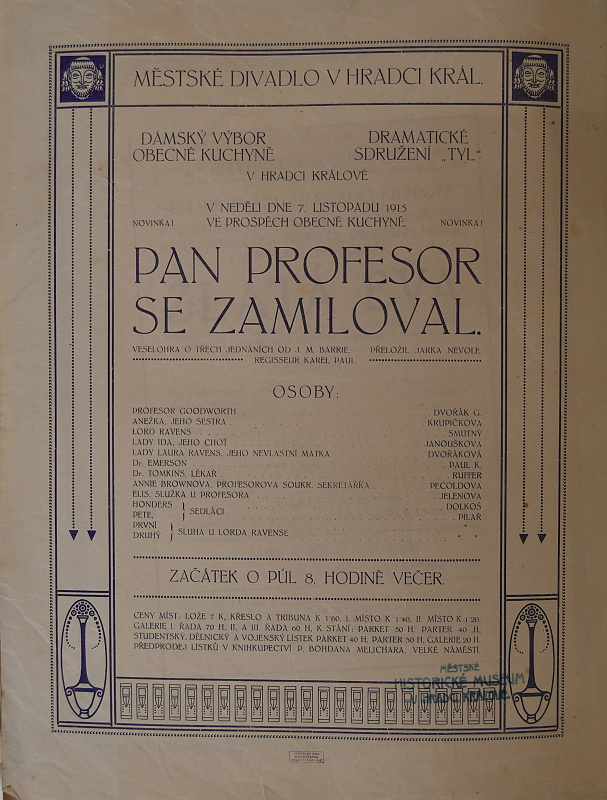 MĚSTSKÉ DIVADLO V HRADCI KRÁL.
DÁMSKÝ VÝBOR
OBECNÉ KUCHYNĚ
DRAMATICKÉ
SDRUŽENÍ „TYL“
V HRADCI KRÁLOVÉ
V NEDĚLI DNE 7. LISTOPADU 1915
NOVINKA! VE PROSPĚCH OBECNÉ KUCHYNĚ. NOVINKA!
PAN PROFESOR
SE ZAMILOVAL.
VESELOHRA O TŘECH JEDNÁNÍCH OD J. M. BARRIE. PŘELOŽIL JARKA NEVOLE.
REGISSEUR KAREL PAUL.
OSOBY:
PROFESOR GOODWORTH DVOŘÁK G.
ANEŽKA, JEHO SESTRA KRUPIČKOVA
LORD RAVENS SMUTNÝ
LADY IDA, JEHO CHOŤ JANOUŠKOVA
LADY LAURA RAVENS, JEHO NEVLASTNÍ MATKA DVOŘÁKOVÁ
Dr. EMERSON PAUL K.
Dr. TOMKINS, LÉKAŘ RUFFER
ANNIE BROWNOVA, PROFESOROVA SOUKR. SEKRETÁŘKA PECOLDOVA
ELIS, SLUŽKA U PROFESORA JELENOVA
HONDERS } SEDLÁCI DOLKOŠ
PETE, PILAŘ
PRVNÍ } SLUHA U LORDA RAVENSE * *
DRUHÝ
ZAČÁTEK O PŮL 8. HODINĚ VEČER.
CENY MÍST: LOŽE 7 K, KŘESLO A TRIBUNA K 1·60, I. MÍSTO K 1·40, II. MÍSTO K 1·20,
GALERIE I. ŘADA 70 H, II. A III. ŘADA 60 H, K STÁNÍ: PARKET 50 H, PARTER 40 H,
STUDENTSKÝ, DĚLNICKÝ A VOJENSKÝ LÍSTEK PARKET 40 H, PARTER 30 H, GALERIE 20 H.
PŘEDPRODEJ LÍSTKŮ V KNIHKUPECTVÍ P. BOHDANA MELICHARA, VELKÉ NÁMĚSTÍ.
MĚSTSKÉ
HISTORICKÉ MUSEUM
V HRADCI KRÁLOVÉ